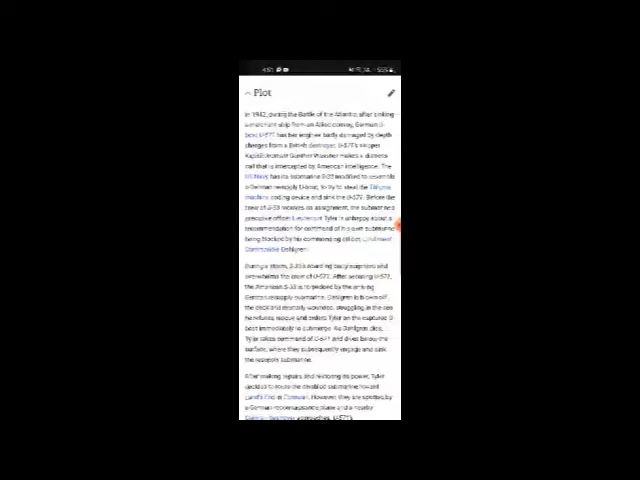 4:51 55%
Plot
In 1942, during the Battle of the Atlantic, after sinking
a merchant ship from an Allied convoy, German U-
boat U-571 has her engines badly damaged by depth
charges from a British destroyer. U-571's skipper
Kapitänleutnant Günther Wassner makes a distress
call that is intercepted by American intelligence. The
US Navy has its submarine S-33 modified to resemble
a German resupply U-boat, to try to steal the Enigma
machine coding device and sink the U-571. Before the
crew of S-33 receives its assignment, the submarine's
executive officer Lieutenant Tyler is unhappy about a
recommendation for command of his own submarine
being blocked by his commanding officer, Lieutenant
Commander Dahlgren.
During a storm, S-33's boarding party surprises and
overwhelms the crew of U-571. After securing U-571,
the American S-33 is torpedoed by the arriving
German resupply submarine. Dahlgren is blown off
the deck and mortally wounded, struggling in the sea
he refuses rescue and orders Tyler on the captured U-
boat immediately to submerge. As Dahlgren dies,
Tyler takes command of U-571 and dives below the
surface, where they subsequently engage and sink
the resupply submarine.
After making repairs and restoring its power, Tyler
decides to route the disabled submarine toward
Land's End in Cornwall. However, they are spotted by
a German reconnaissance plane and a nearby
German destroyer approaches. U-571's